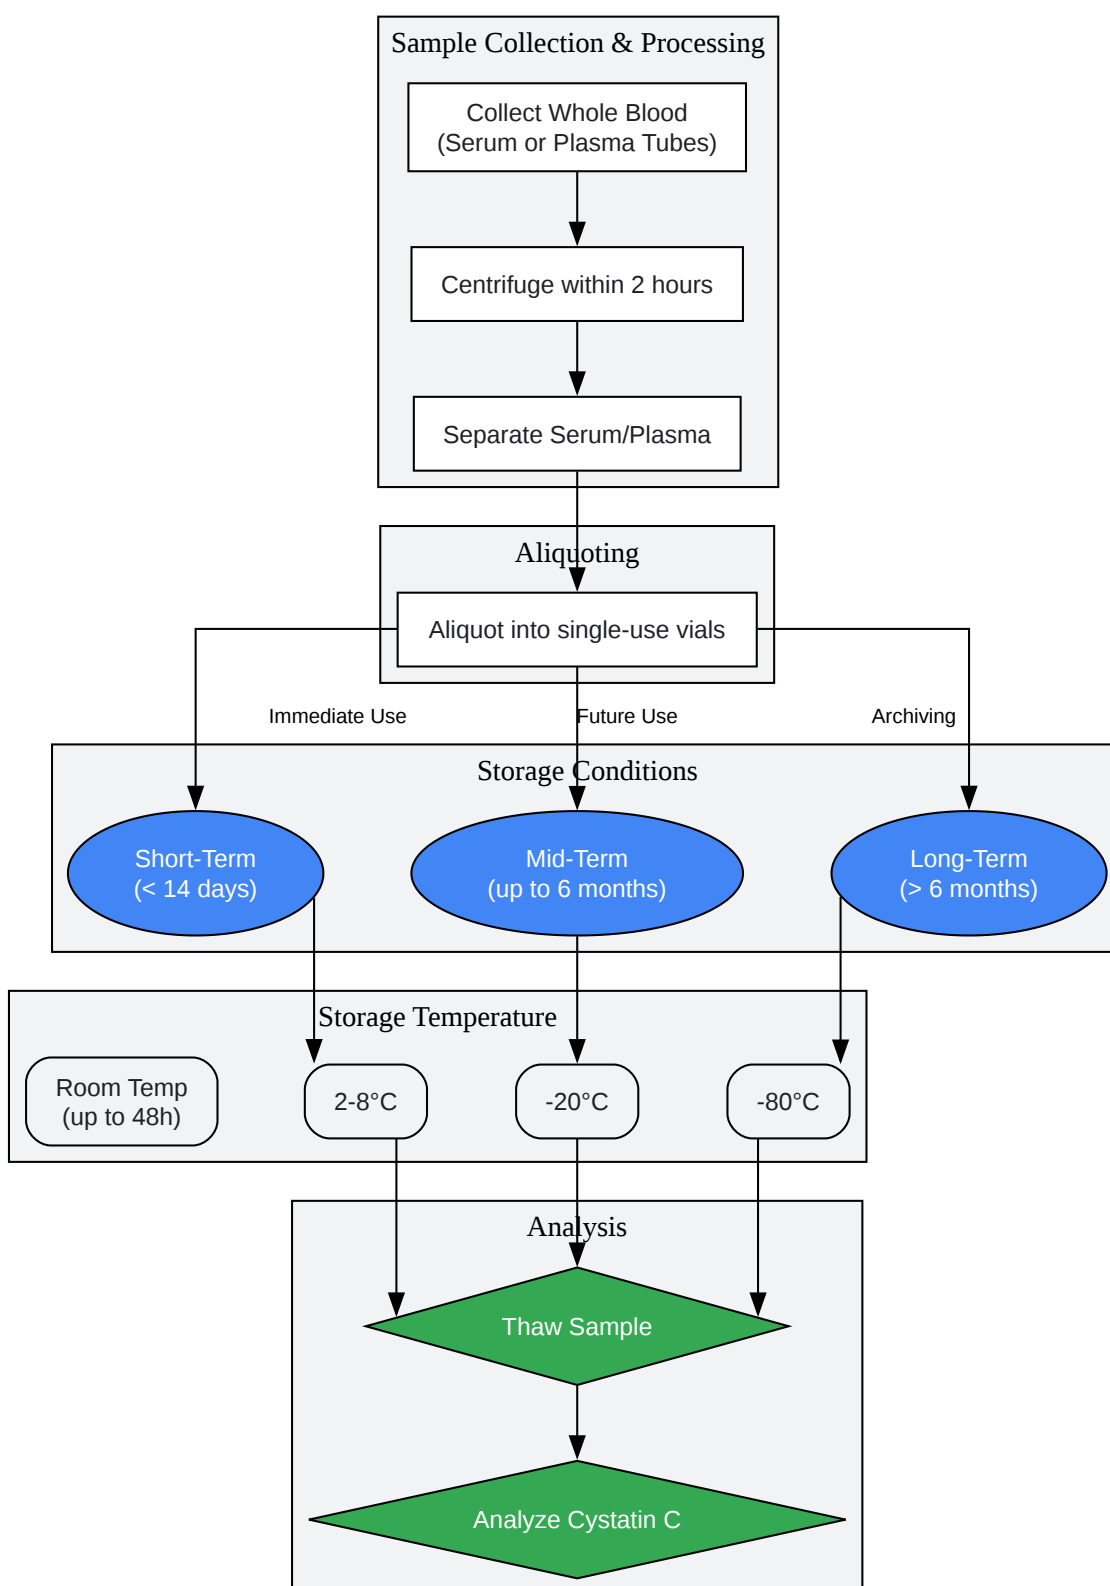 Sample Collection & Processing
Collect Whole Blood
(Serum or Plasma Tubes)
Centrifuge within 2 hours
Separate Serum/Plasma
Aliquoting
Aliquot into single-use vials
Immediate Use
Future Use
Archiving
Storage Conditions
Short-Term
(< 14 days)
Mid-Term
(up to 6 months)
Long-Term
(> 6 months)
Storage Temperature
Room Temp
(up to 48h)
2-8°C
-20°C
-80°C
Analysis
Thaw Sample
Analyze Cystatin C